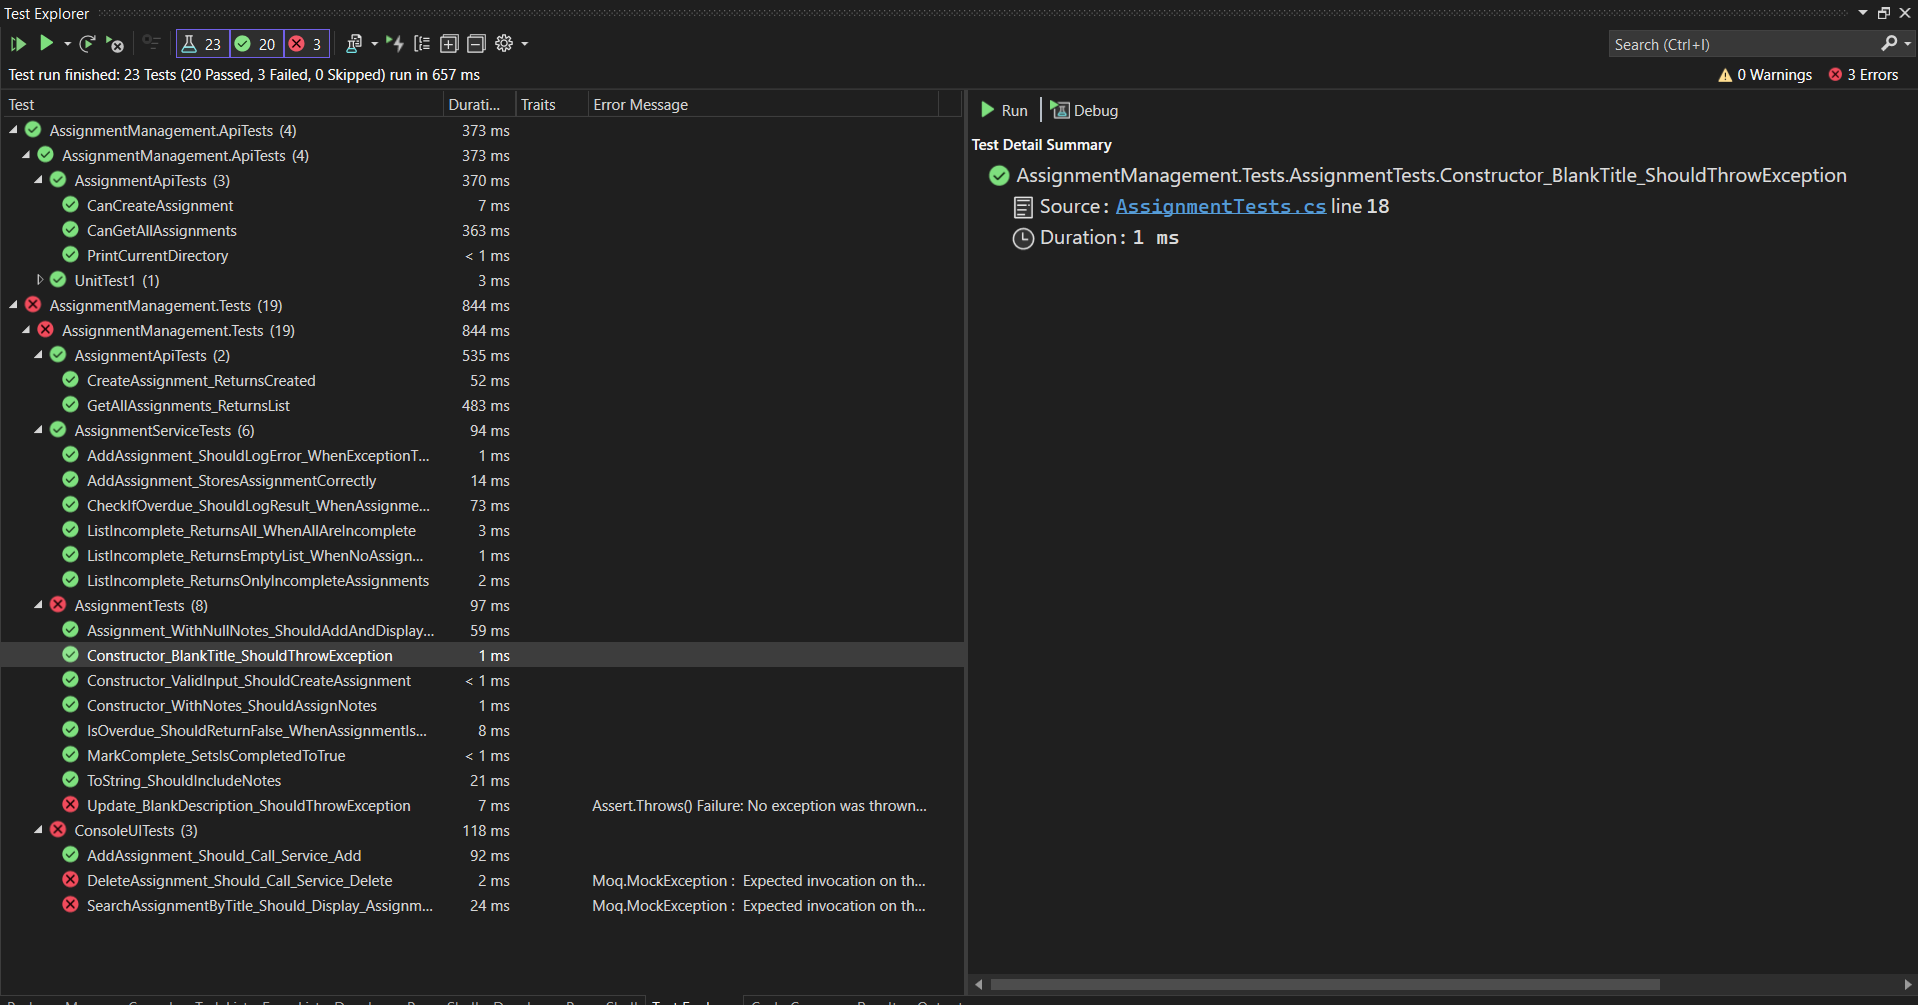 Test Explorer
23 20 3
Search (Ctrl+I)
Test run finished: 23 Tests (20 Passed, 3 Failed, 0 Skipped) run in 657 ms
0 Warnings 3 Errors
Test Durati... Traits Error Message
AssignmentManagement.ApiTests (4) 373 ms
AssignmentManagement.ApiTests (4) 373 ms
AssignmentApiTests (3) 370 ms
CanCreateAssignment 7 ms
CanGetAllAssignments 363 ms
PrintCurrentDirectory < 1 ms
UnitTest1 (1) 3 ms
AssignmentManagement.Tests (19) 844 ms
AssignmentManagement.Tests (19) 844 ms
AssignmentApiTests (2) 535 ms
CreateAssignment_ReturnsCreated 52 ms
GetAllAssignments_ReturnsList 483 ms
AssignmentServiceTests (6) 94 ms
AddAssignment_ShouldLogError_WhenExceptionT... 1 ms
AddAssignment_StoresAssignmentCorrectly 14 ms
CheckIfOverdue_ShouldLogResult_WhenAssignme... 73 ms
ListIncomplete_ReturnsAll_WhenAllAreIncomplete 3 ms
ListIncomplete_ReturnsEmptyList_WhenNoAssign... 1 ms
ListIncomplete_ReturnsOnlyIncompleteAssignments 2 ms
AssignmentTests (8) 97 ms
Assignment_WithNullNotes_ShouldAddAndDisplay... 59 ms
Constructor_BlankTitle_ShouldThrowException 1 ms
Constructor_ValidInput_ShouldCreateAssignment < 1 ms
Constructor_WithNotes_ShouldAssignNotes 1 ms
IsOverdue_ShouldReturnFalse_WhenAssignmentIs... 8 ms
MarkComplete_SetsIsCompletedToTrue < 1 ms
ToString_ShouldIncludeNotes 21 ms
Update_BlankDescription_ShouldThrowException 7 ms Assert.Throws() Failure: No exception was thrown...
ConsoleUITests (3) 118 ms
AddAssignment_Should_Call_Service_Add 92 ms
DeleteAssignment_Should_Call_Service_Delete 2 ms Moq.MockException : Expected invocation on th...
SearchAssignmentByTitle_Should_Display_Assignm... 24 ms Moq.MockException : Expected invocation on th...
Run Debug
Test Detail Summary
AssignmentManagement.Tests.AssignmentTests.Constructor_BlankTitle_ShouldThrowException
Source: AssignmentTests.cs line 18
Duration: 1 ms